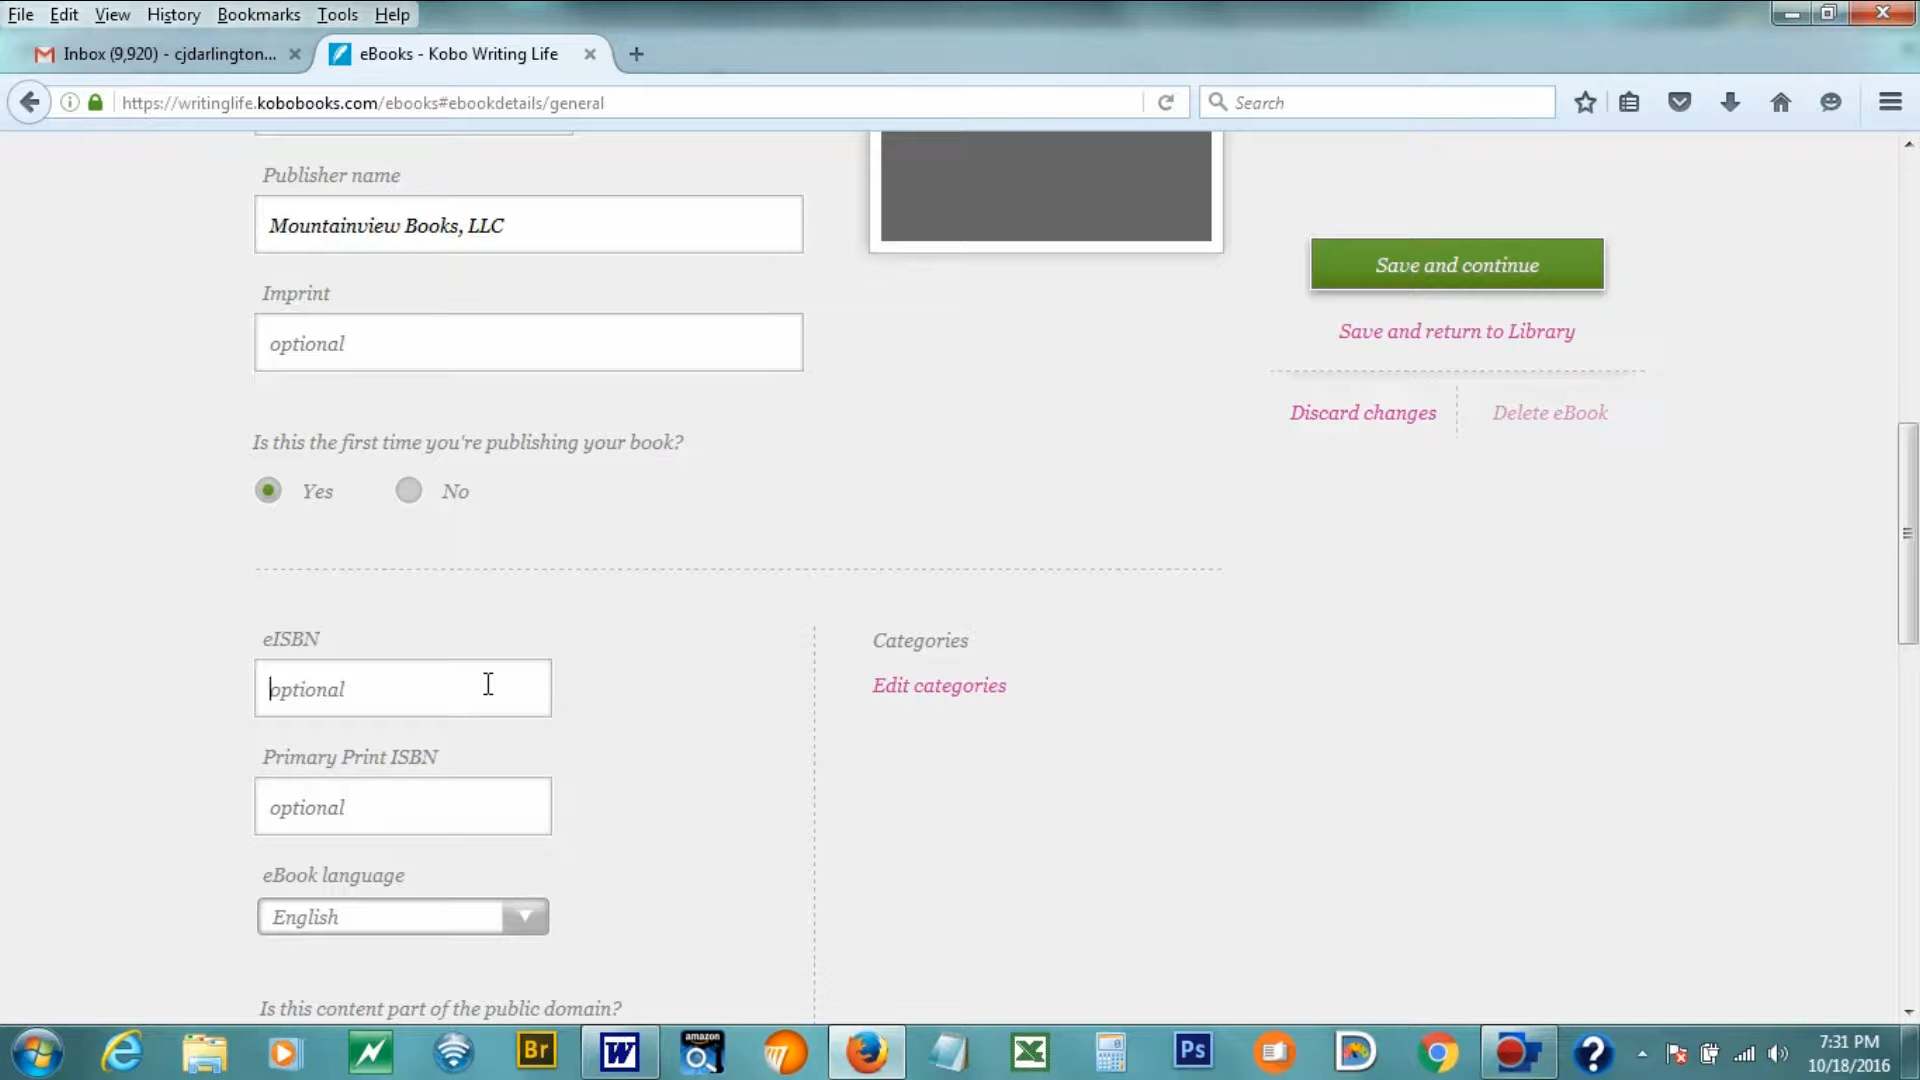 File Edit View History Bookmarks Tools Help
Inbox (9,920) - cjdarlington...
eBooks - Kobo Writing Life
https://writinglife.kobobooks.com/ebooks#ebookdetails/general
Search
Publisher name
Mountainview Books, LLC
Imprint
optional
Save and continue
Save and return to Library
Discard changes
Delete eBook
Is this the first time you're publishing your book?
Yes
No
eISBN
optional
Categories
Edit categories
Primary Print ISBN
optional
eBook language
English
Is this content part of the public domain?
Br
W
amazon
Ps
7:31 PM
10/18/2016